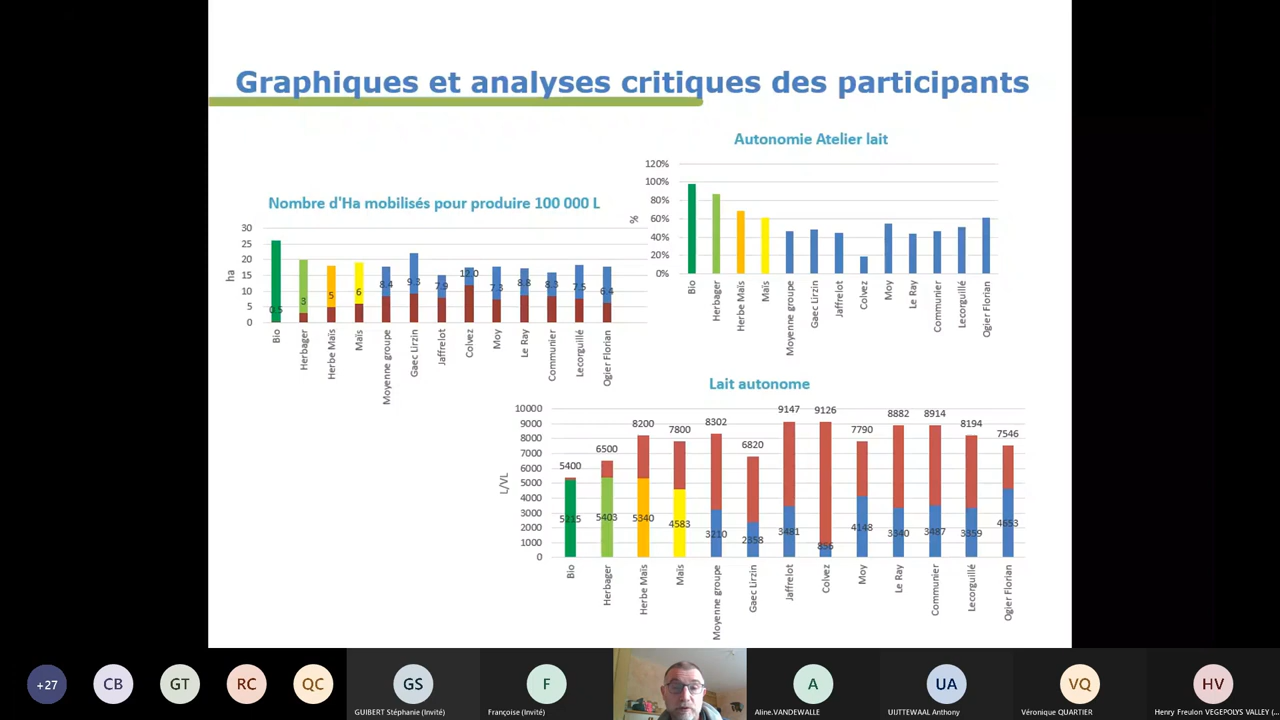 Graphiques et analyses critiques des participants
Nombre d'Ha mobilisés pour produire 100 000 L
ha
30
25
20
15
10
5
0
0.5
3
5
6
8.4
9.3
7.9
12.0
7.3
8.8
8.3
7.5
6.4
Bio
Herbager
Herbe Maïs
Maïs
Moyenne groupe
Gaec Lirzin
Jaffrelot
Colvez
Moy
Le Ray
Communier
Lecorguillé
Ogier Florian
Autonomie Atelier lait
%
120%
100%
80%
60%
40%
20%
0%
Bio
Herbager
Herbe Maïs
Maïs
Moyenne groupe
Gaec Lirzin
Jaffrelot
Colvez
Moy
Le Ray
Communier
Lecorguillé
Ogier Florian
Lait autonome
L/VL
10000
9000
8000
7000
6000
5000
4000
3000
2000
1000
0
5400
6500
8200
7800
8302
6820
9147
9126
7790
8882
8914
8194
7546
5215
5403
5340
4583
3210
2358
3481
856
4148
3340
3487
3359
4653
Bio
Herbager
Herbe Maïs
Maïs
Moyenne groupe
Gaec Lirzin
Jaffrelot
Colvez
Moy
Le Ray
Communier
Lecorguillé
Ogier Florian
+27
CB
GT
RC
QC
GS
GUIBERT Stéphanie (Invité)
F
Françoise (Invité)
A
Aline.VANDEWALLE
UA
UIJTTEWAAL Anthony
VQ
Véronique QUARTIER
HV
Henry Freulon VEGEPOLYS VALLEY (...